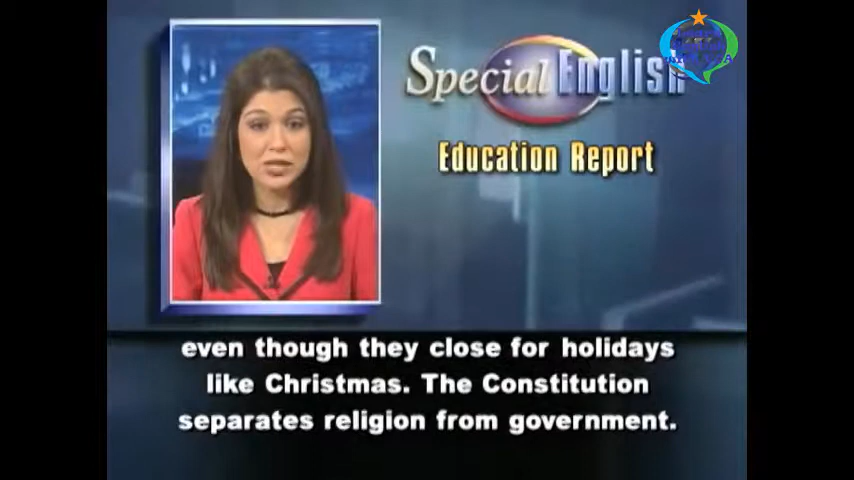 Special English
Education Report
even though they close for holidays
like Christmas. The Constitution
separates religion from government.